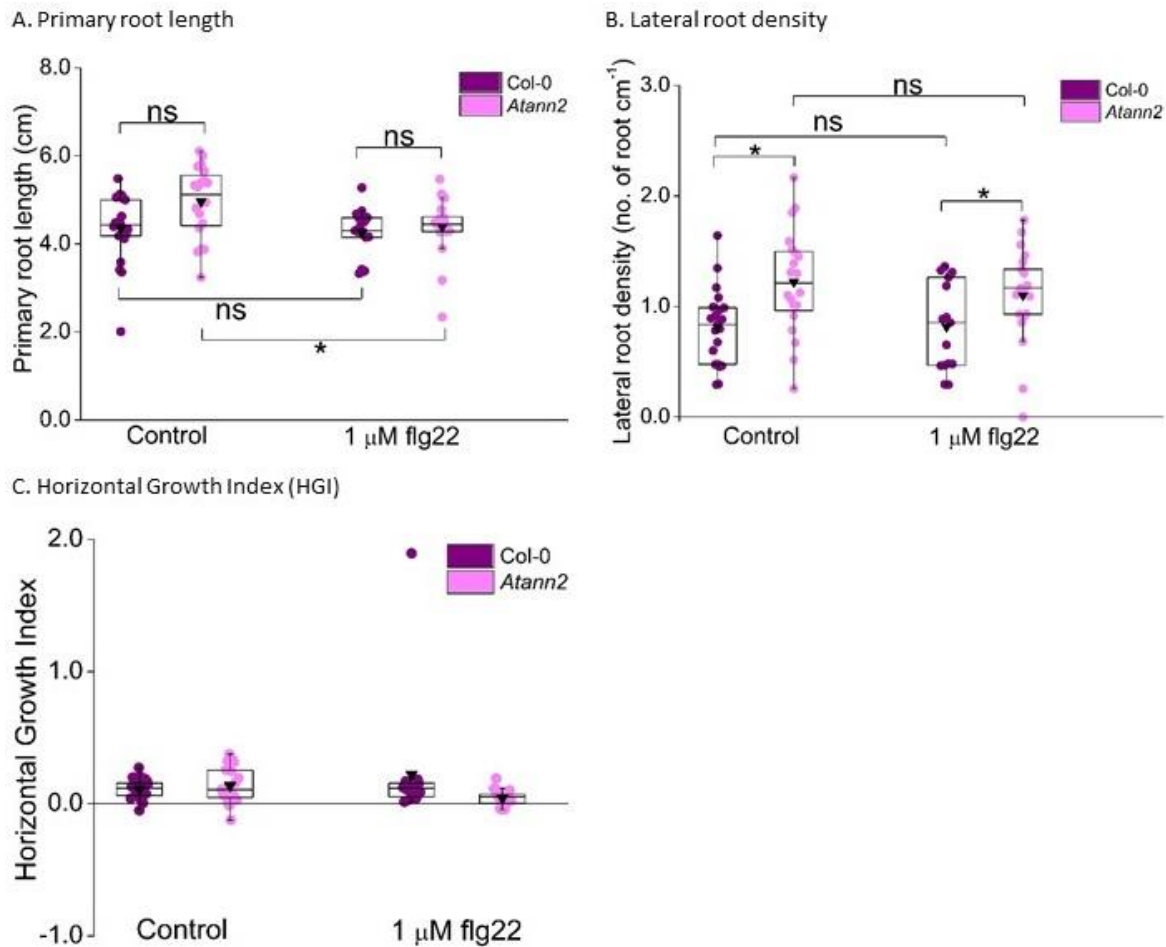 A. Primary root length
8.0
6.0
4.0
2.0
0.0
Primary root length (cm)
Col-0
Atann2
ns
ns
ns
*
Control
1 μM flg22
B. Lateral root density
3.0
2.0
1.0
0.0
Lateral root density (no. of root cm⁻¹)
Col-0
Atann2
ns
ns
*
*
Control
1 μM flg22
C. Horizontal Growth Index (HGI)
2.0
1.0
0.0
-1.0
Horizontal Growth Index
Col-0
Atann2
Control
1 μM flg22